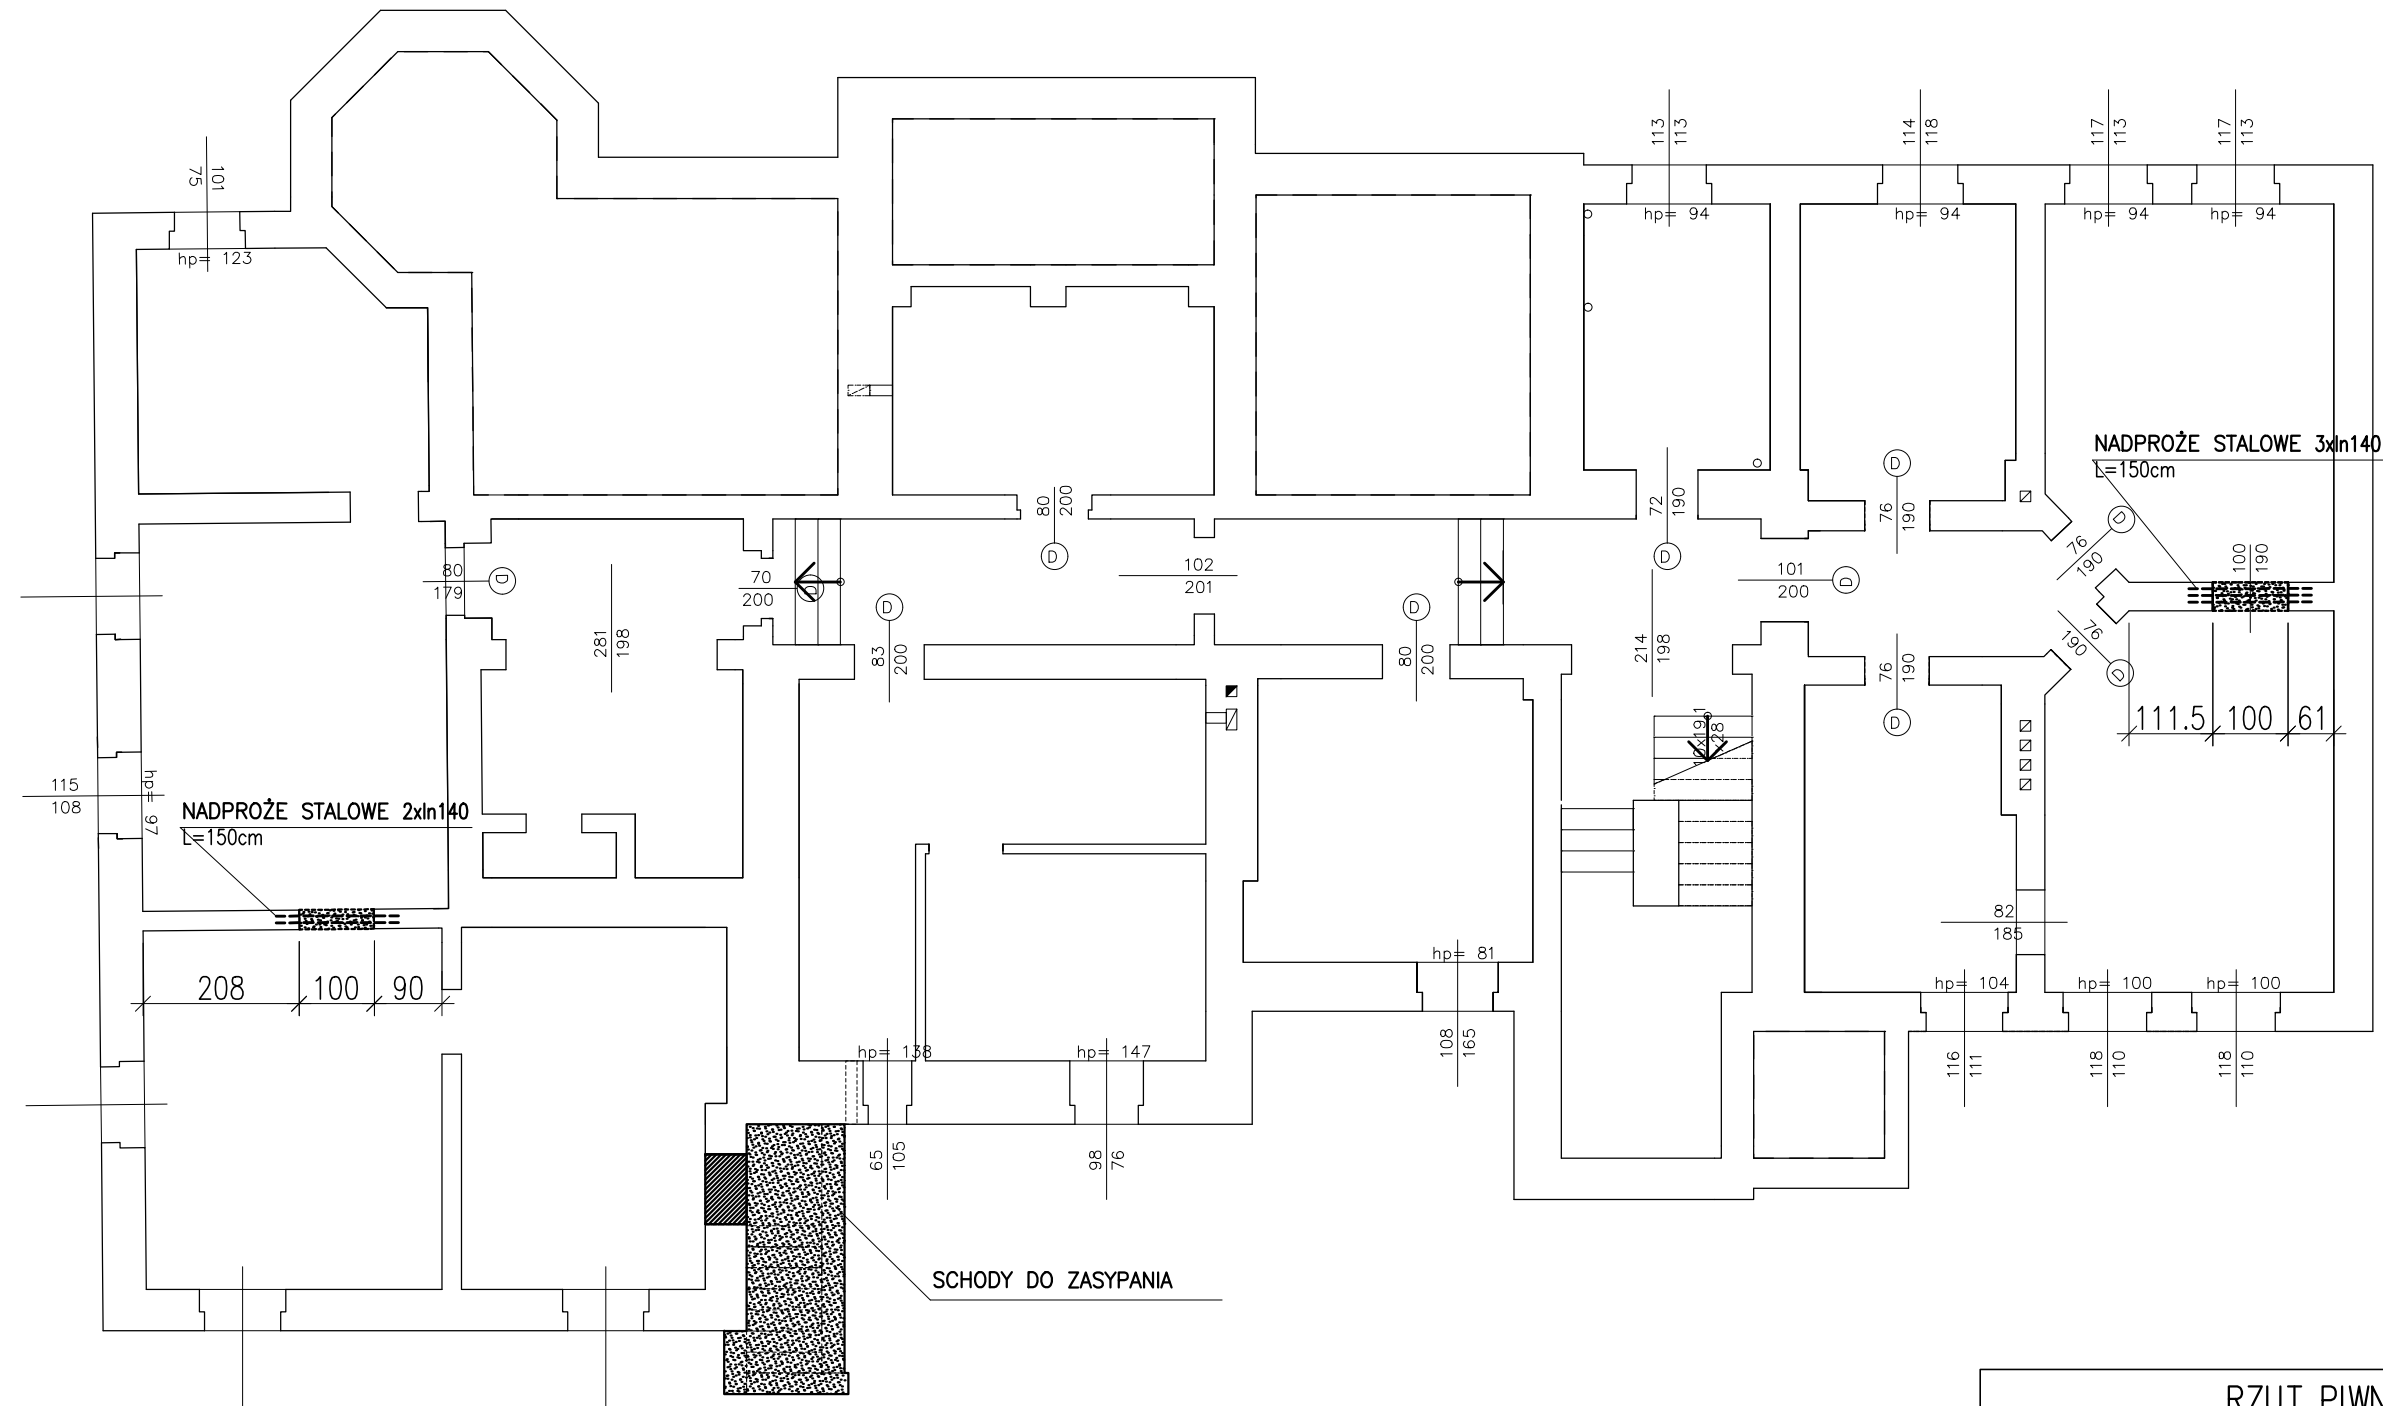 113
113
114
118
117
113
117
113
101
75
hp= 94
hp= 94
hp= 94
hp= 94
hp= 123
NADPROŻE STALOWE 3xIn140
L=150cm
80
200
72
190
76
190
D
D
D
D
76
190
100
190
80
179
D
70
200
D
102
201
101
200
D
D
D
281
198
83
200
80
200
214
198
76
190
76
190
D
D
111.5
100
61
115
108
hp= 97
NADPROŻE STALOWE 2xIn140
L=150cm
82
185
hp= 81
208
100
90
hp= 104
hp= 100
hp= 100
hp= 138
hp= 147
108
165
116
111
118
110
118
110
65
105
98
76
SCHODY DO ZASYPANIA